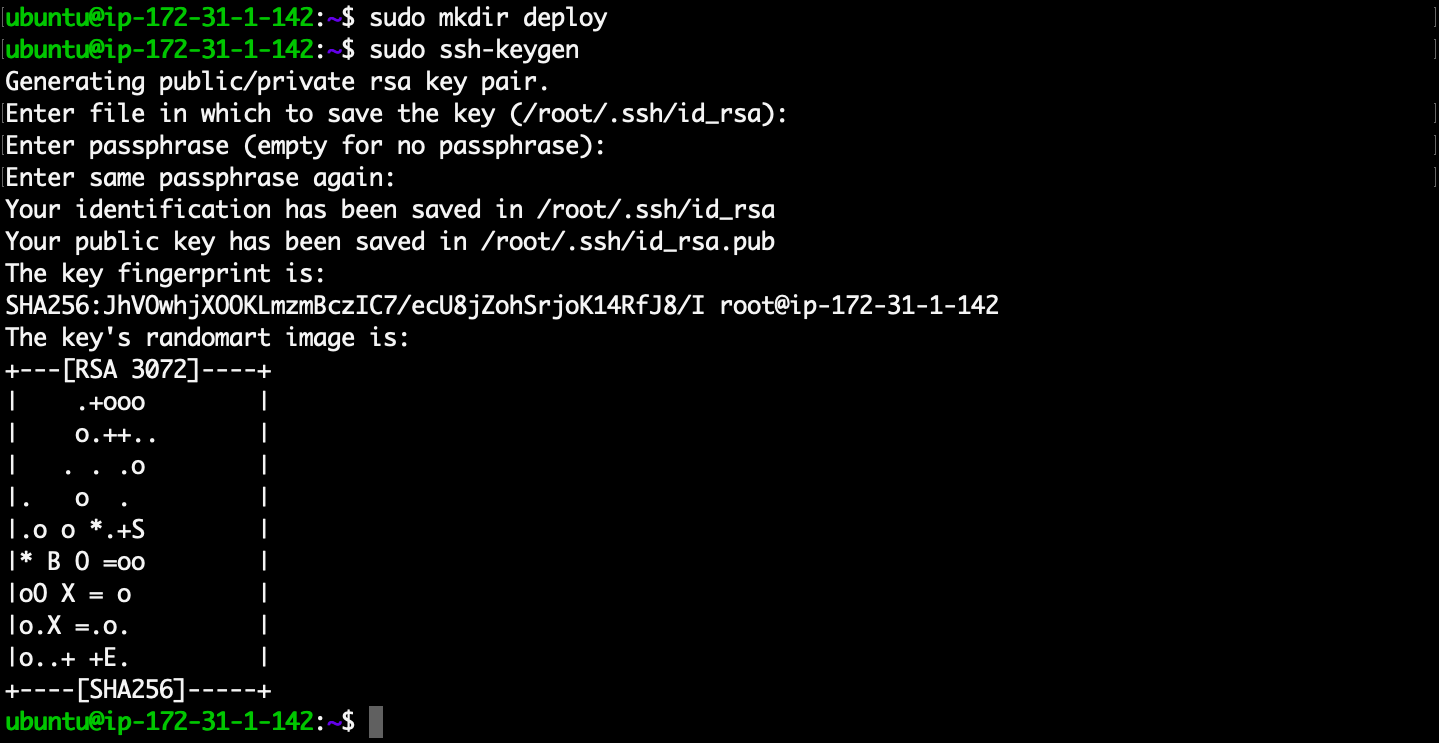 [ubuntu@ip-172-31-1-142:~$ sudo mkdir deploy ]
[ubuntu@ip-172-31-1-142:~$ sudo ssh-keygen ]
Generating public/private rsa key pair.
[Enter file in which to save the key (/root/.ssh/id_rsa): ]
[Enter passphrase (empty for no passphrase): ]
[Enter same passphrase again: ]
Your identification has been saved in /root/.ssh/id_rsa
Your public key has been saved in /root/.ssh/id_rsa.pub
The key fingerprint is:
SHA256:JhVOwhjXOOKLmzmBczIC7/ecU8jZohSrjoK14RfJ8/I root@ip-172-31-1-142
The key's randomart image is:
+---[RSA 3072]----+
|    .+ooo        |
|    o.++..       |
|   . . .o        |
|.   o  .         |
|.o o *.+S        |
|* B O =oo        |
|oO X = o         |
|o.X =.o.         |
|o..+ +E.         |
+----[SHA256]-----+
ubuntu@ip-172-31-1-142:~$